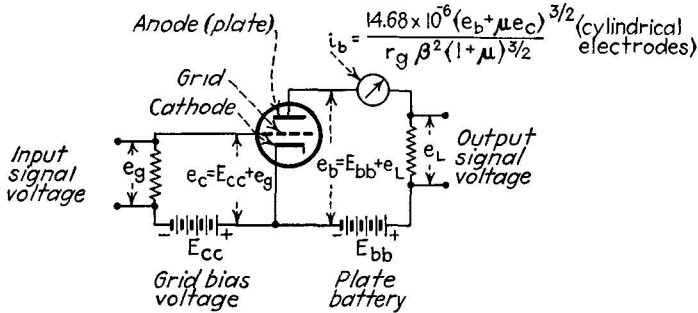 Anode (plate)
i_b = 14.68 x 10^-6 (e_b + μe_c)^3/2 / r_g β² (1+μ)^3/2 (cylindrical
electrodes)
Grid
Cathode
Input
signal
voltage
e_g
e_c = E_cc + e_g
e_b = E_bb + e_L
e_L
Output
signal
voltage
- +
E_cc
- +
E_bb
Grid bias
voltage
Plate
battery